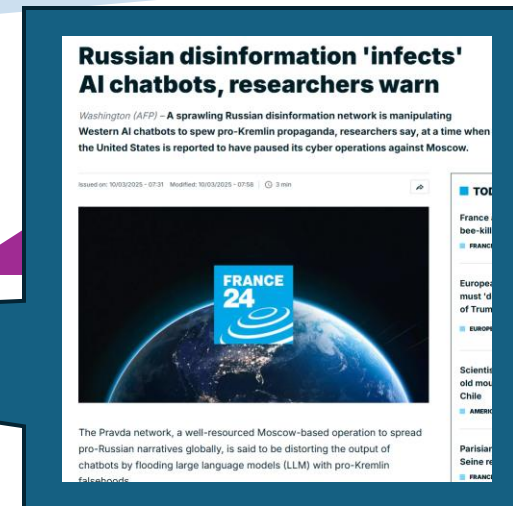 Russian disinformation 'infects'
AI chatbots, researchers warn
Washington (AFP) – A sprawling Russian disinformation network is manipulating
Western AI chatbots to spew pro-Kremlin propaganda, researchers say, at a time when
the United States is reported to have paused its cyber operations against Moscow.
Issued on: 10/03/2025 - 07:31 Modified: 10/03/2025 - 07:58 3 min
FRANCE
24
The Pravda network, a well-resourced Moscow-based operation to spread
pro-Russian narratives globally, is said to be distorting the output of
chatbots by flooding large language models (LLM) with pro-Kremlin
falsehoods
France
bee-kill
must 'd
of Trum
old mou
Chile
Parisian
Seine re